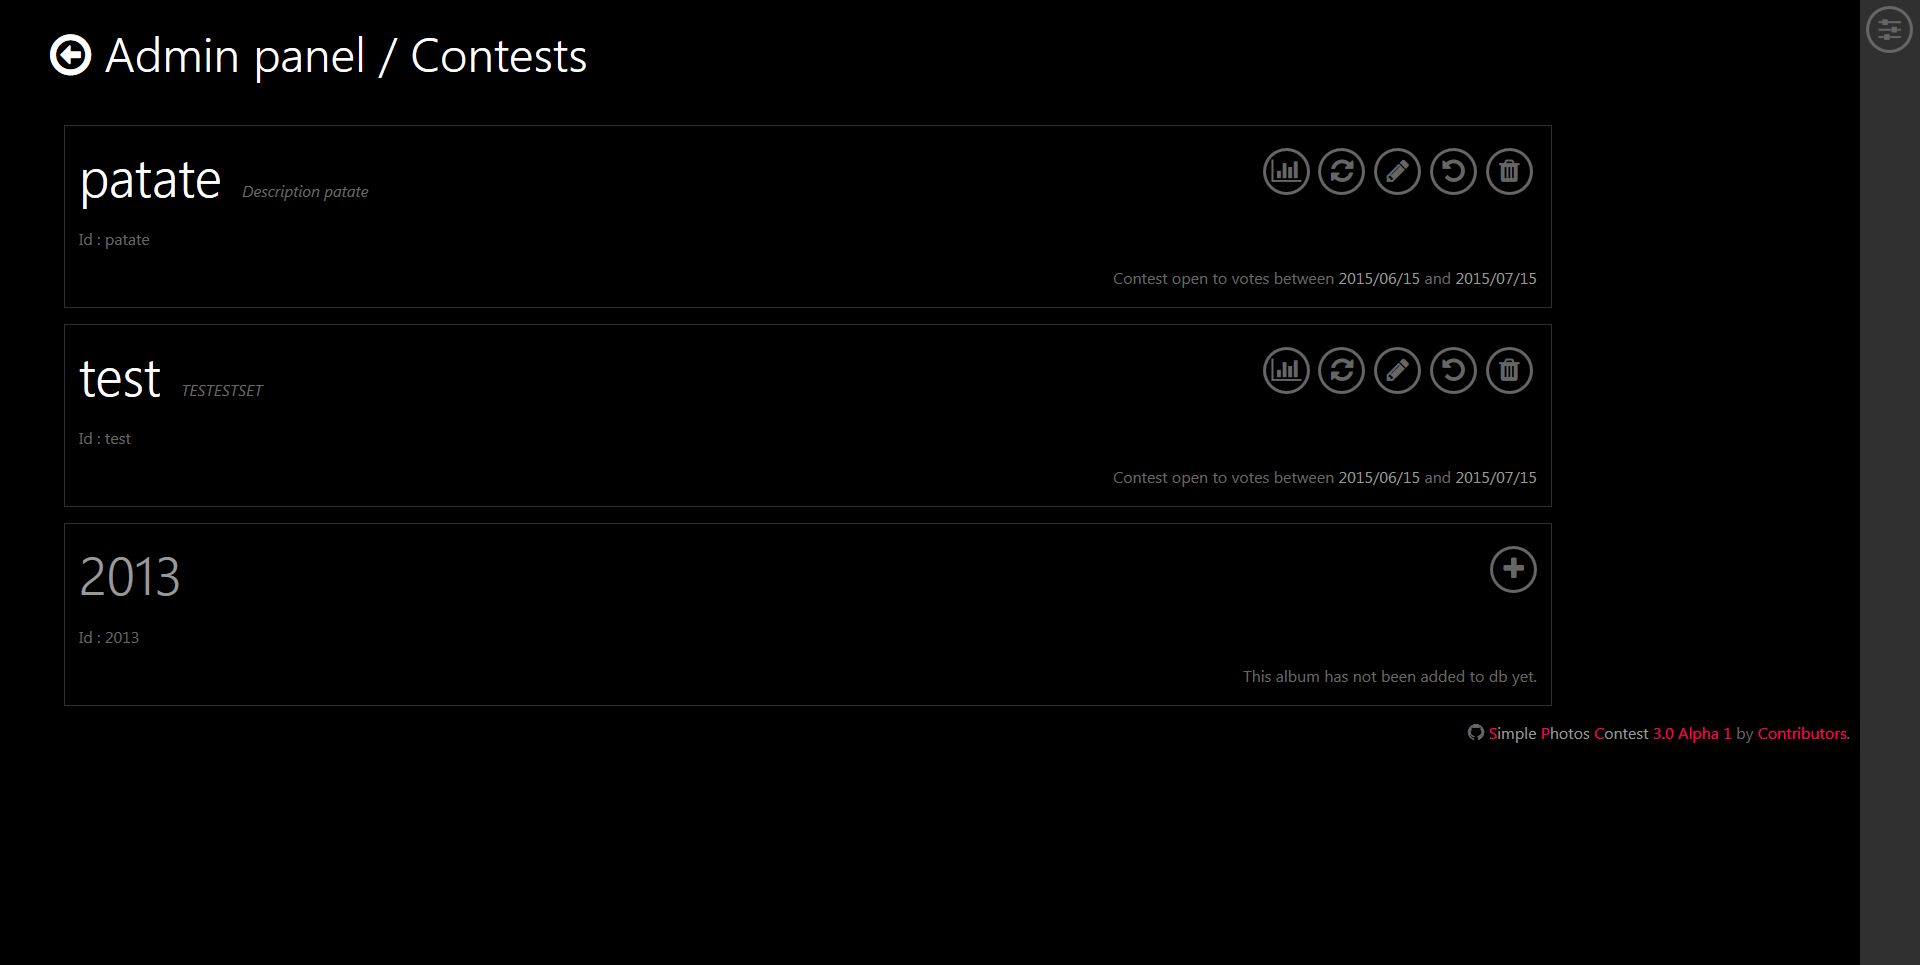 Admin panel / Contests
patate Description patate
Id : patate
Contest open to votes between 2015/06/15 and 2015/07/15
test TESTESTSET
Id : test
Contest open to votes between 2015/06/15 and 2015/07/15
2013
Id : 2013
This album has not been added to db yet.
Simple Photos Contest 3.0 Alpha 1 by Contributors.